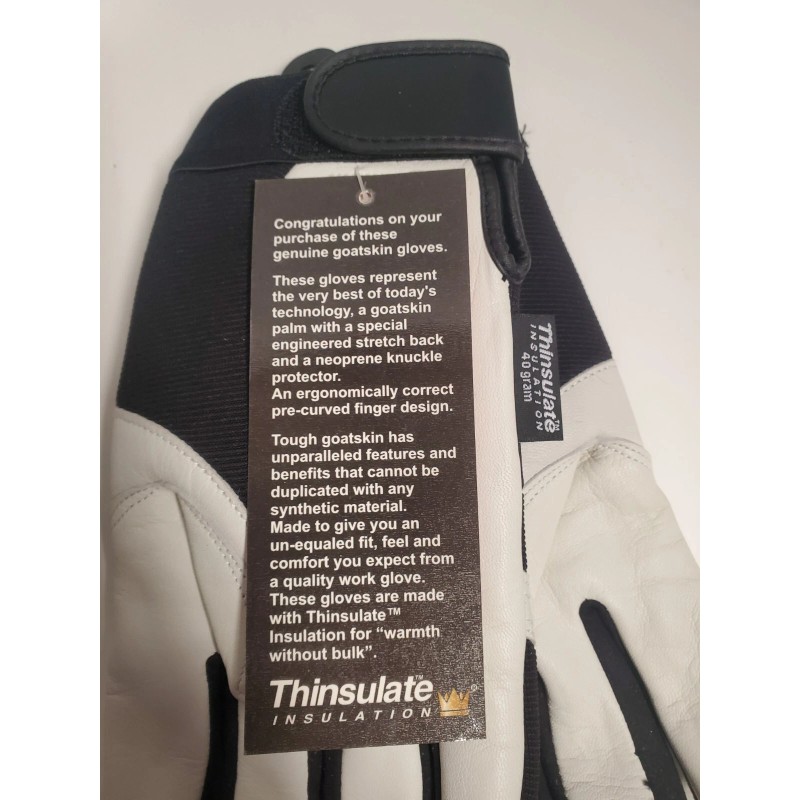 Congratulations on your
purchase of these
genuine goatskin gloves.
These gloves represent
the very best of today's
technology, a goatskin
palm with a special
engineered stretch back
and a neoprene knuckle
protector.
An ergonomically correct
pre-curved finger design.
Tough goatskin has
unparalleled features and
benefits that cannot be
duplicated with any
synthetic material.
Made to give you an
un-equaled fit, feel and
comfort you expect from
a quality work glove.
These gloves are made
with Thinsulate™
Insulation for “warmth
without bulk”.
Thinsulate™
INSULATION ®
Thinsulate™
INSULATION
40 gram